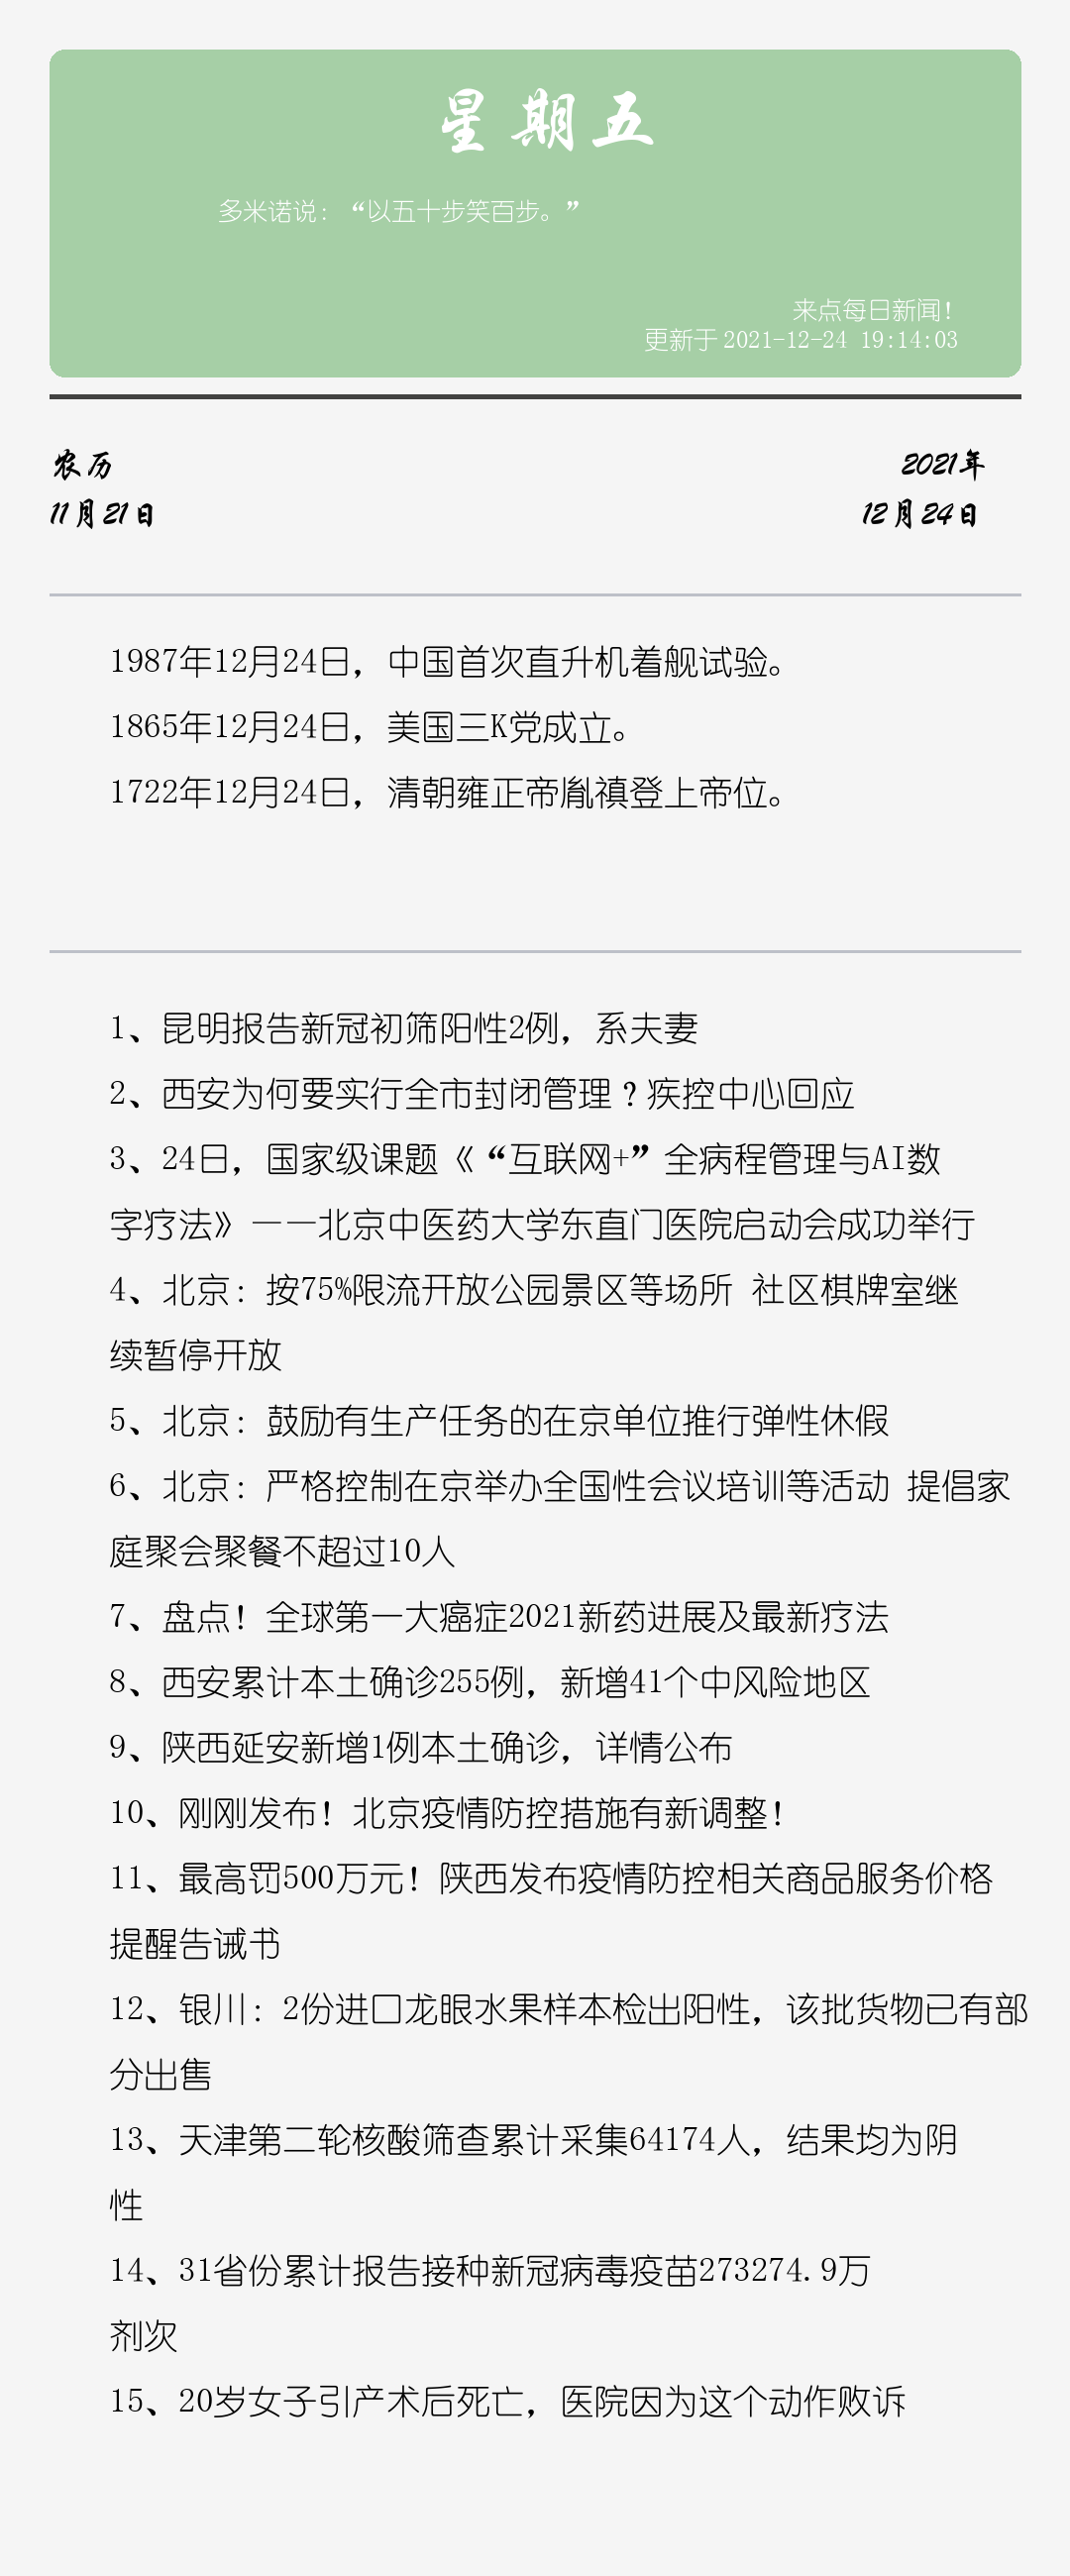 星期五
多米诺说：“以五十步笑百步。”
来点每日新闻！
更新于 2021-12-24 19:14:03
农历
2021年
11月21日
12月24日
1987年12月24日，中国首次直升机着舰试验。
1865年12月24日，美国三K党成立。
1722年12月24日，清朝雍正帝胤禛登上帝位。
1、昆明报告新冠初筛阳性2例，系夫妻
2、西安为何要实行全市封闭管理？疾控中心回应
3、24日，国家级课题《“互联网+”全病程管理与AI数
字疗法》——北京中医药大学东直门医院启动会成功举行
4、北京：按75%限流开放公园景区等场所 社区棋牌室继
续暂停开放
5、北京：鼓励有生产任务的在京单位推行弹性休假
6、北京：严格控制在京举办全国性会议培训等活动 提倡家
庭聚会聚餐不超过10人
7、盘点！全球第一大癌症2021新药进展及最新疗法
8、西安累计本土确诊255例，新增41个中风险地区
9、陕西延安新增1例本土确诊，详情公布
10、刚刚发布！北京疫情防控措施有新调整！
11、最高罚500万元！陕西发布疫情防控相关商品服务价格
提醒告诫书
12、银川：2份进口龙眼水果样本检出阳性，该批货物已有部
分出售
13、天津第二轮核酸筛查累计采集64174人，结果均为阴
性
14、31省份累计报告接种新冠病毒疫苗273274.9万
剂次
15、20岁女子引产术后死亡，医院因为这个动作败诉